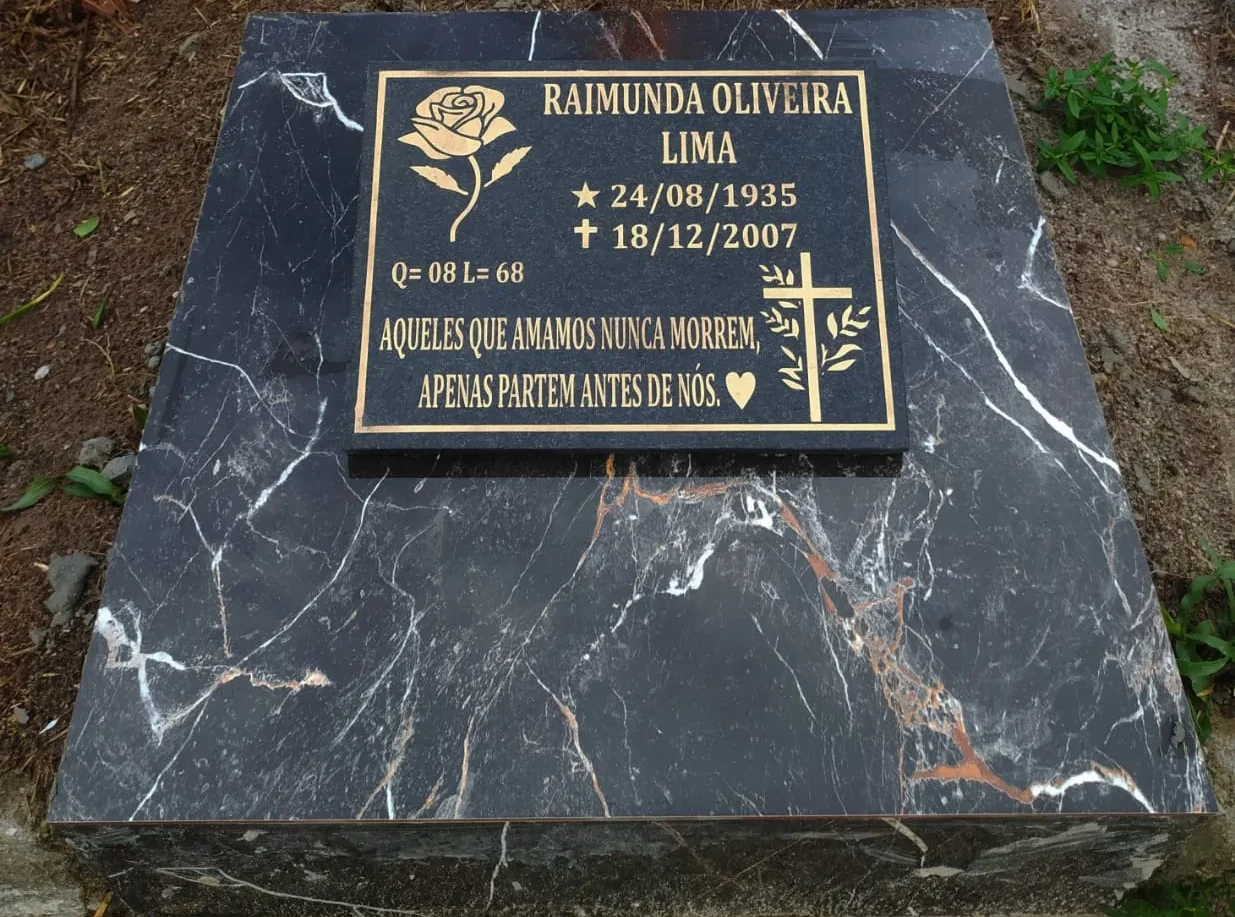 RAIMUNDA OLIVEIRA
LIMA
★ 24/08/1935
✝ 18/12/2007
Q= 08 L= 68
AQUELES QUE AMAMOS NUNCA MORREM,
APENAS PARTEM ANTES DE NÓS.